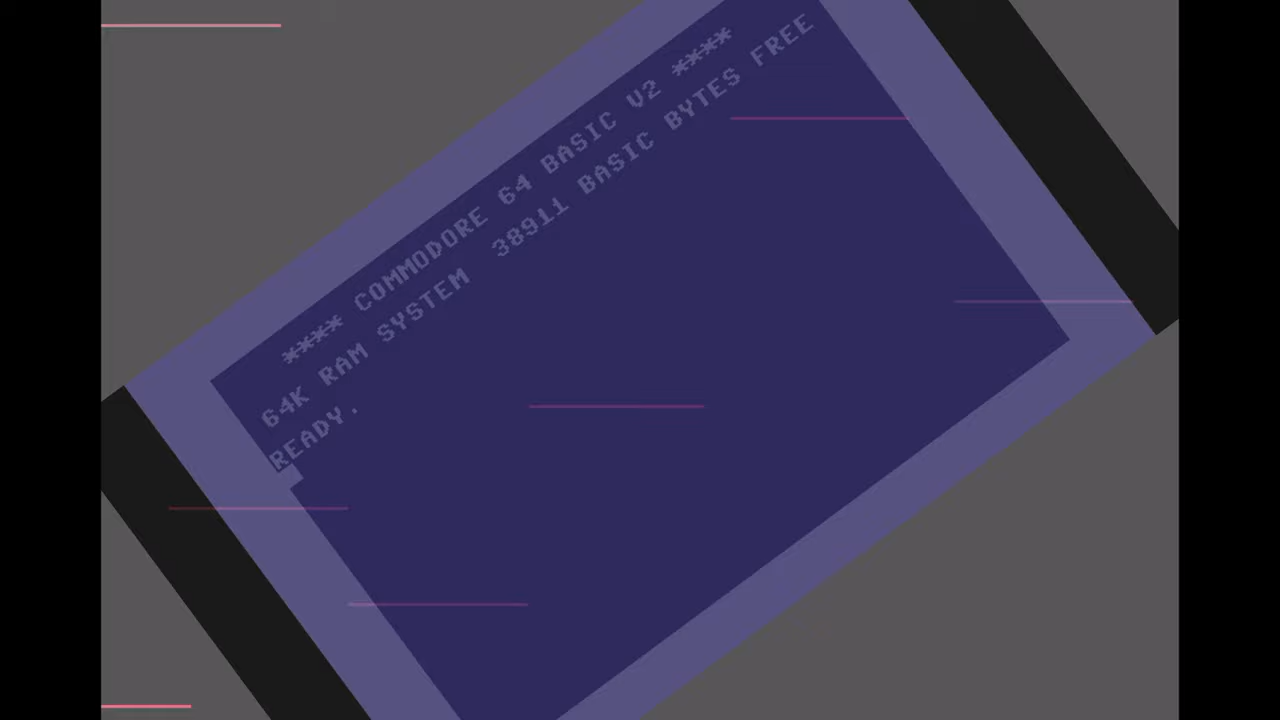 **** COMMODORE 64 BASIC V2 ****
64K RAM SYSTEM  38911 BASIC BYTES FREE
READY.